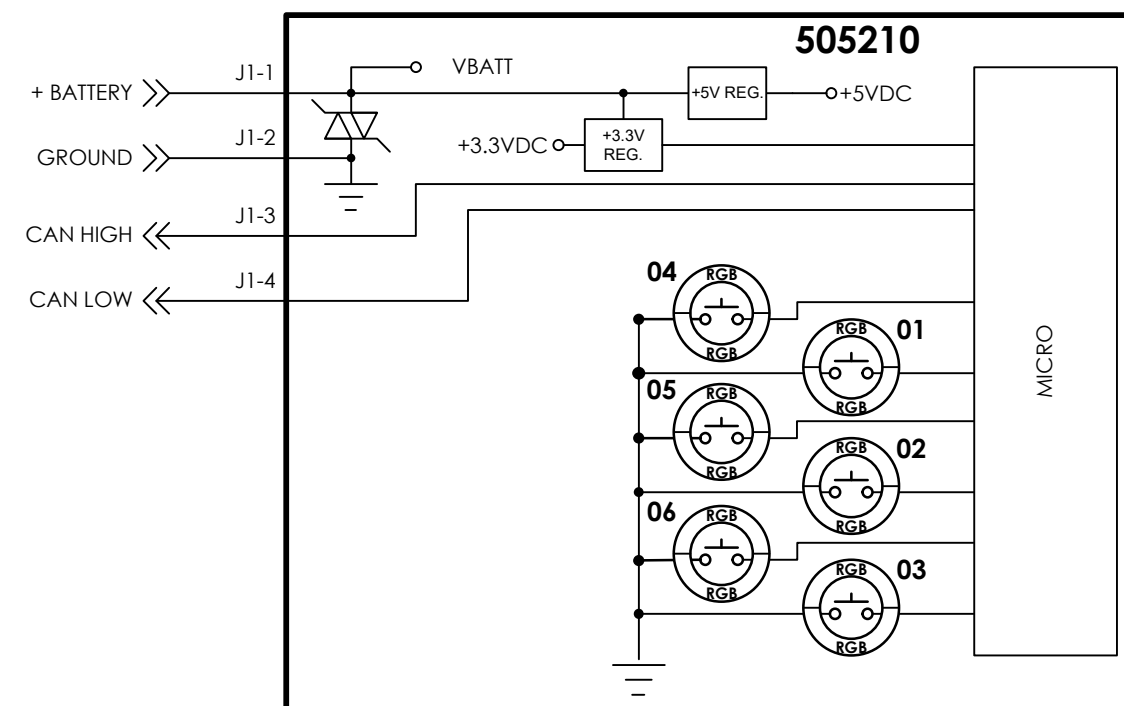 505210
J1-1
VBATT
+ BATTERY
+5V REG.
+5VDC
J1-2
+3.3VDC
+3.3V
REG.
GROUND
J1-3
CAN HIGH
J1-4
CAN LOW
04
RGB
RGB
01
RGB
RGB
MICRO
05
RGB
RGB
02
RGB
RGB
06
RGB
RGB
03
RGB
RGB